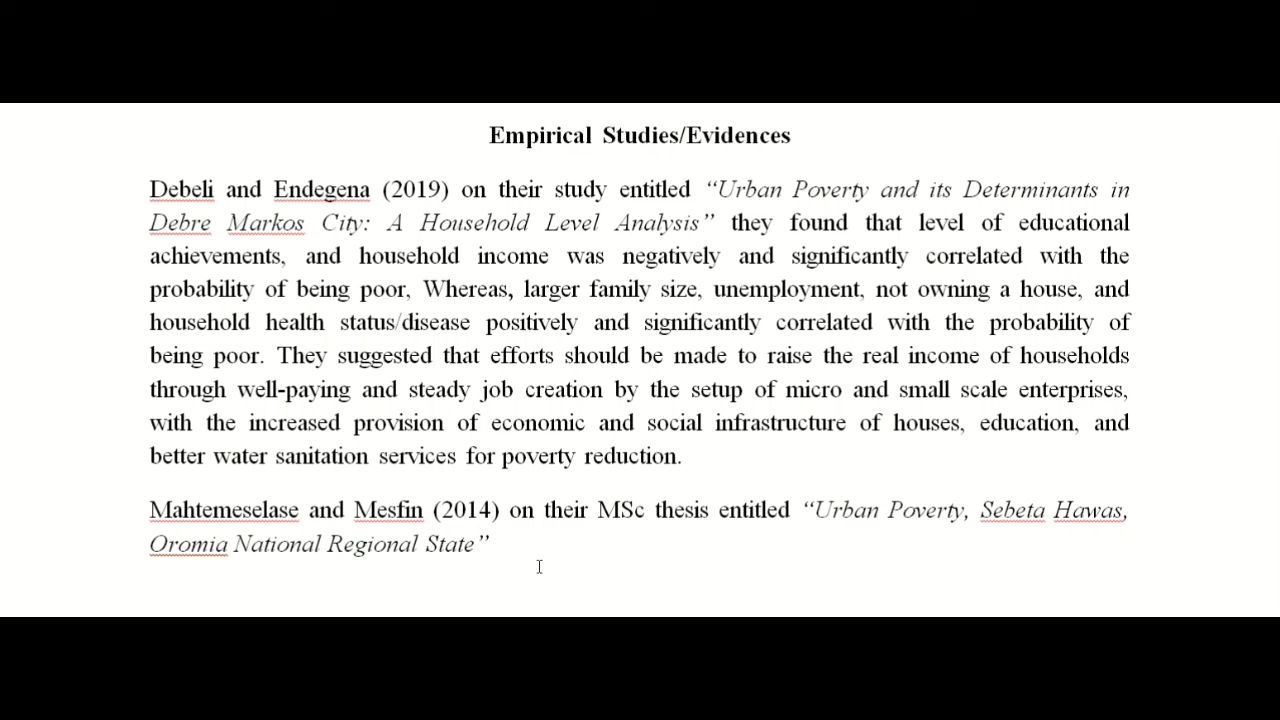 Empirical Studies/Evidences
Debeli and Endegena (2019) on their study entitled “Urban Poverty and its Determinants in
Debre Markos City: A Household Level Analysis” they found that level of educational
achievements, and household income was negatively and significantly correlated with the
probability of being poor, Whereas, larger family size, unemployment, not owning a house, and
household health status/disease positively and significantly correlated with the probability of
being poor. They suggested that efforts should be made to raise the real income of households
through well-paying and steady job creation by the setup of micro and small scale enterprises,
with the increased provision of economic and social infrastructure of houses, education, and
better water sanitation services for poverty reduction.
Mahtemeselase and Mesfin (2014) on their MSc thesis entitled “Urban Poverty, Sebeta Hawas,
Oromia National Regional State”